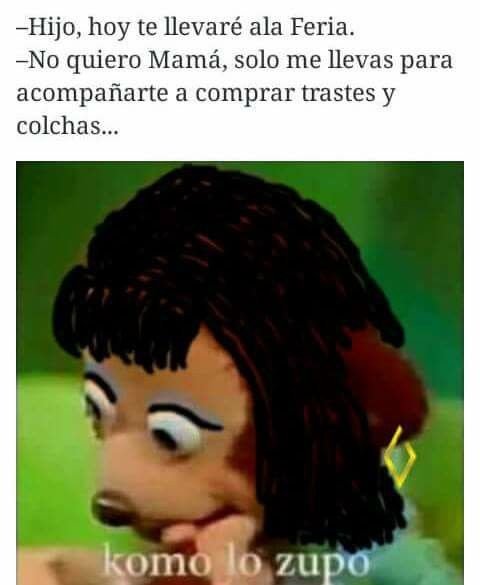 –Hijo, hoy te llevaré ala Feria.
–No quiero Mamá, solo me llevas para
acompañarte a comprar trastes y
colchas...
komo lo zupo